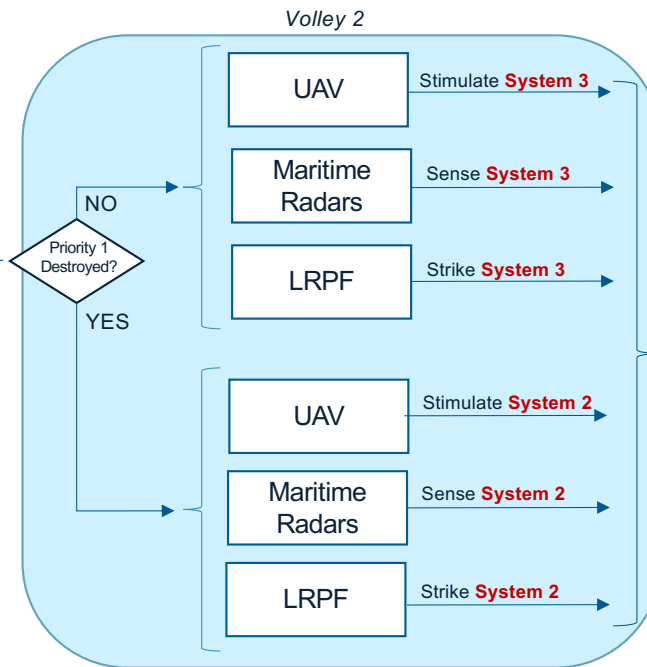 Volley 2
UAV
Stimulate System 3
Maritime
Radars
Sense System 3
NO
Priority 1
Destroyed?
LRPF
Strike System 3
YES
UAV
Stimulate System 2
Maritime
Radars
Sense System 2
LRPF
Strike System 2